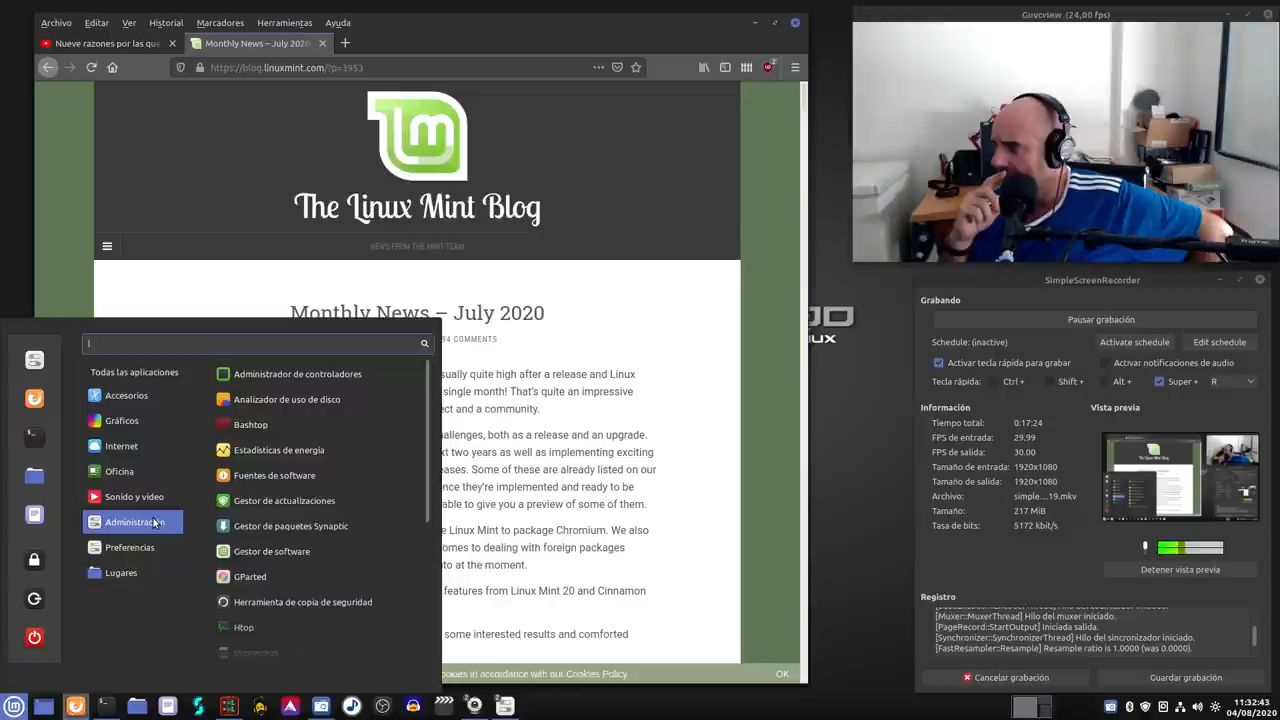 Archivo Editar Ver Historial Marcadores Herramientas Ayuda
Nueve razones por las que
Monthly News – July 2020
https://blog.linuxmint.com/?p=3953
lm
The Linux Mint Blog
NEWS FROM THE MINT TEAM
Monthly News – July 2020
94 COMMENTS
sually quite high after a release and Linux
single month! That's quite an impressive
ect and a community.
hallenges, both as a release and an upgrade.
xt two years as well as implementing exciting
eases. Some of these are already listed on our
nce they're implemented and ready to be
able to give you a preview of some of them.
e Linux Mint to package Chromium. We also
omes to dealing with foreign packages
oto at the moment.
features from Linux Mint 20 and Cinnamon
some interested results and comforted
ookies in accordance with our Cookies Policy
OK
Todas las aplicaciones
Accesorios
Gráficos
Internet
Oficina
Sonido y video
Administración
Preferencias
Lugares
Administrador de controladores
Analizador de uso de disco
Bashtop
Estadísticas de energía
Fuentes de software
Gestor de actualizaciones
Gestor de paquetes Synaptic
Gestor de software
GParted
Herramienta de copia de seguridad
Htop
Impresoras
Guvcview (24,00 fps)
UX
SimpleScreenRecorder
Grabando
Pausar grabación
Schedule: (inactive)
Activate schedule
Edit schedule
Activar tecla rápida para grabar
Activar notificaciones de audio
Tecla rápida: Ctrl + Shift + Alt + Super + R
Información
Tiempo total: 0:17:24
FPS de entrada: 29.99
FPS de salida: 30.00
Tamaño de entrada: 1920x1080
Tamaño de salida: 1920x1080
Archivo: simple...19.mkv
Tamaño: 217 MiB
Tasa de bits: 5172 kbit/s
Vista previa
Detener vista previa
Registro
[Muxer::MuxerThread] Hilo del muxer iniciado.
[PageRecord::StartOutput] Iniciada salida.
[Synchronizer::SynchronizerThread] Hilo del sincronizador iniciado.
[FastResampler::Resample] Resample ratio is 1.0000 (was 0.0000).
Cancelar grabación
Guardar grabación
11:32:43
04/08/2020